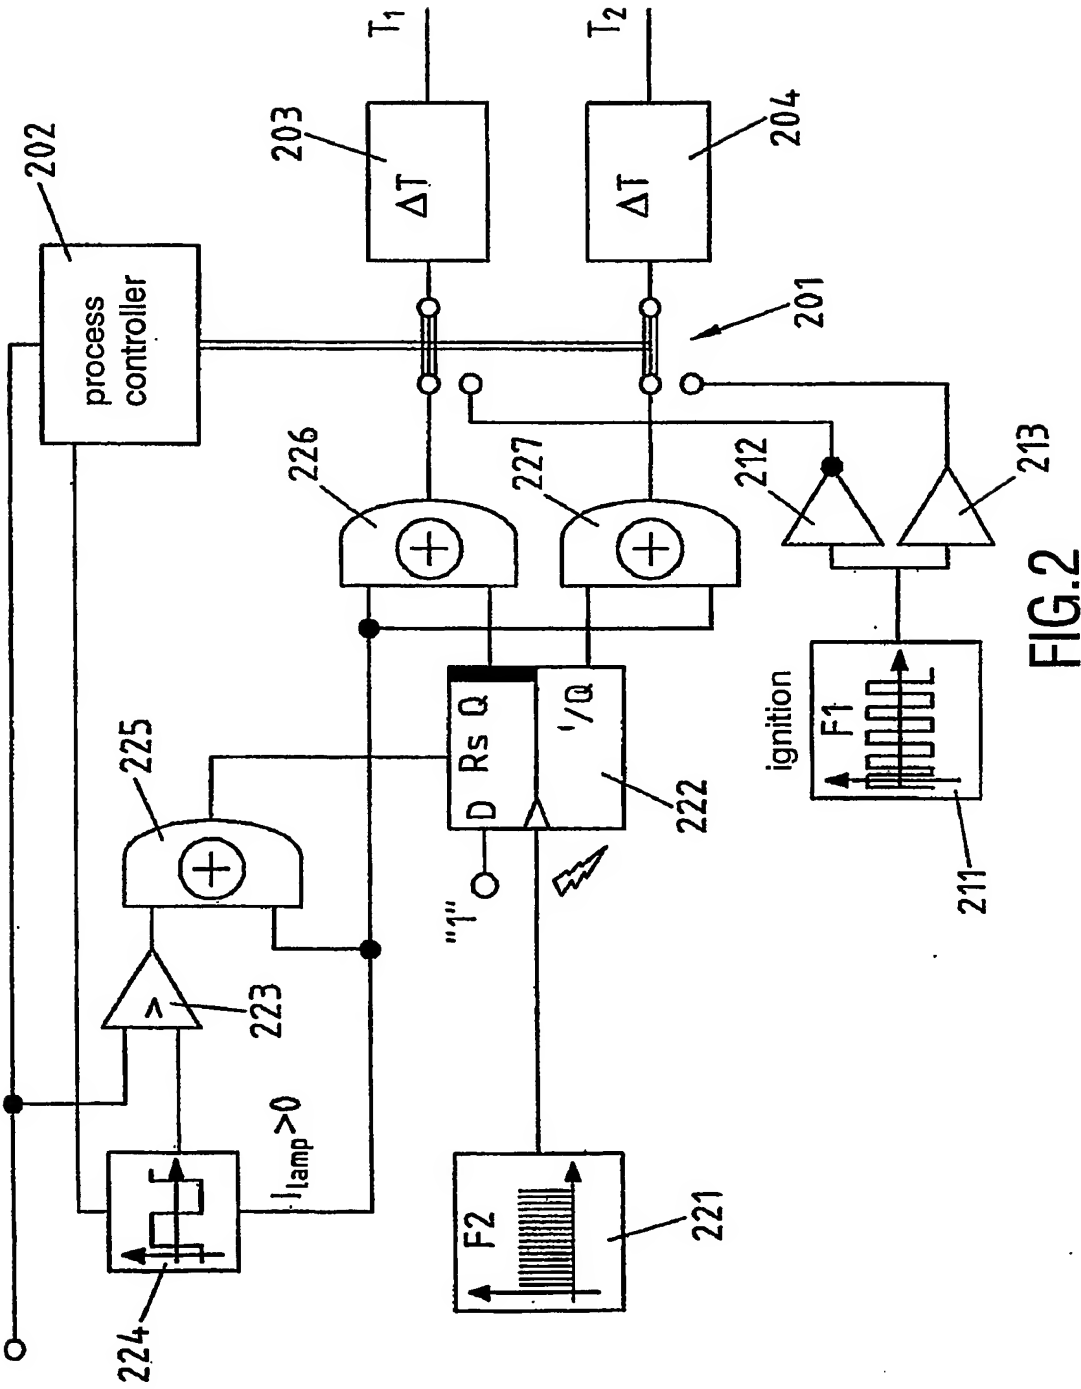 202
process
controller
T1
T2
203
ΔT
204
ΔT
201
226
227
212
213
225
223
224
Ilamp>0
"1"
D Rs Q
'/Q
222
F2
221
ignition
F1
211
FIG.2